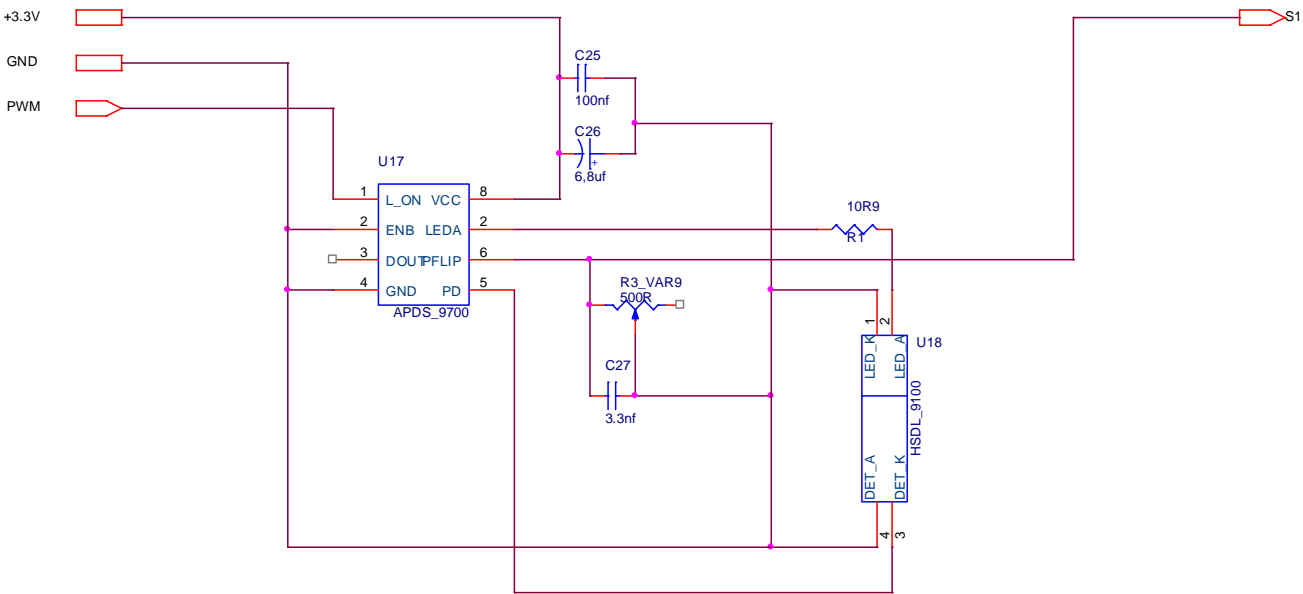 +3.3V
S1
GND
PWM
C25
100nf
C26
+
6,8uf
U17
1
L_ON
VCC
8
2
ENB
LEDA
2
3
DOUT
PFLIP
6
4
GND
PD
5
APDS_9700
10R9
R1
R3_VAR9
500R
C27
3.3nf
1
2
LED_K
LED_A
U18
HSDL_9100
DET_A
DET_K
4
3